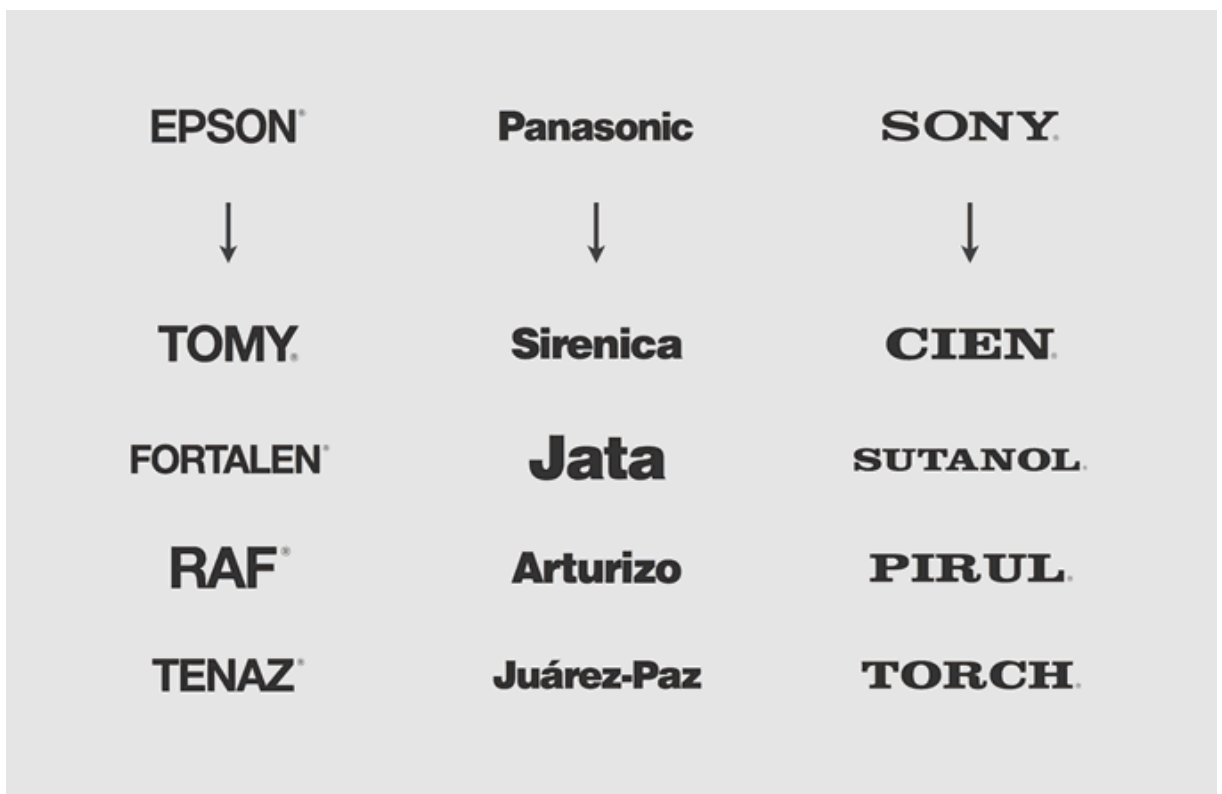 EPSON®
Panasonic
SONY®
TOMY®
Sirenica
CIEN®
FORTALEN®
Jata
SUTANOL®
RAF®
Arturizo
PIRUL®
TENAZ®
Juárez-Paz
TORCH®